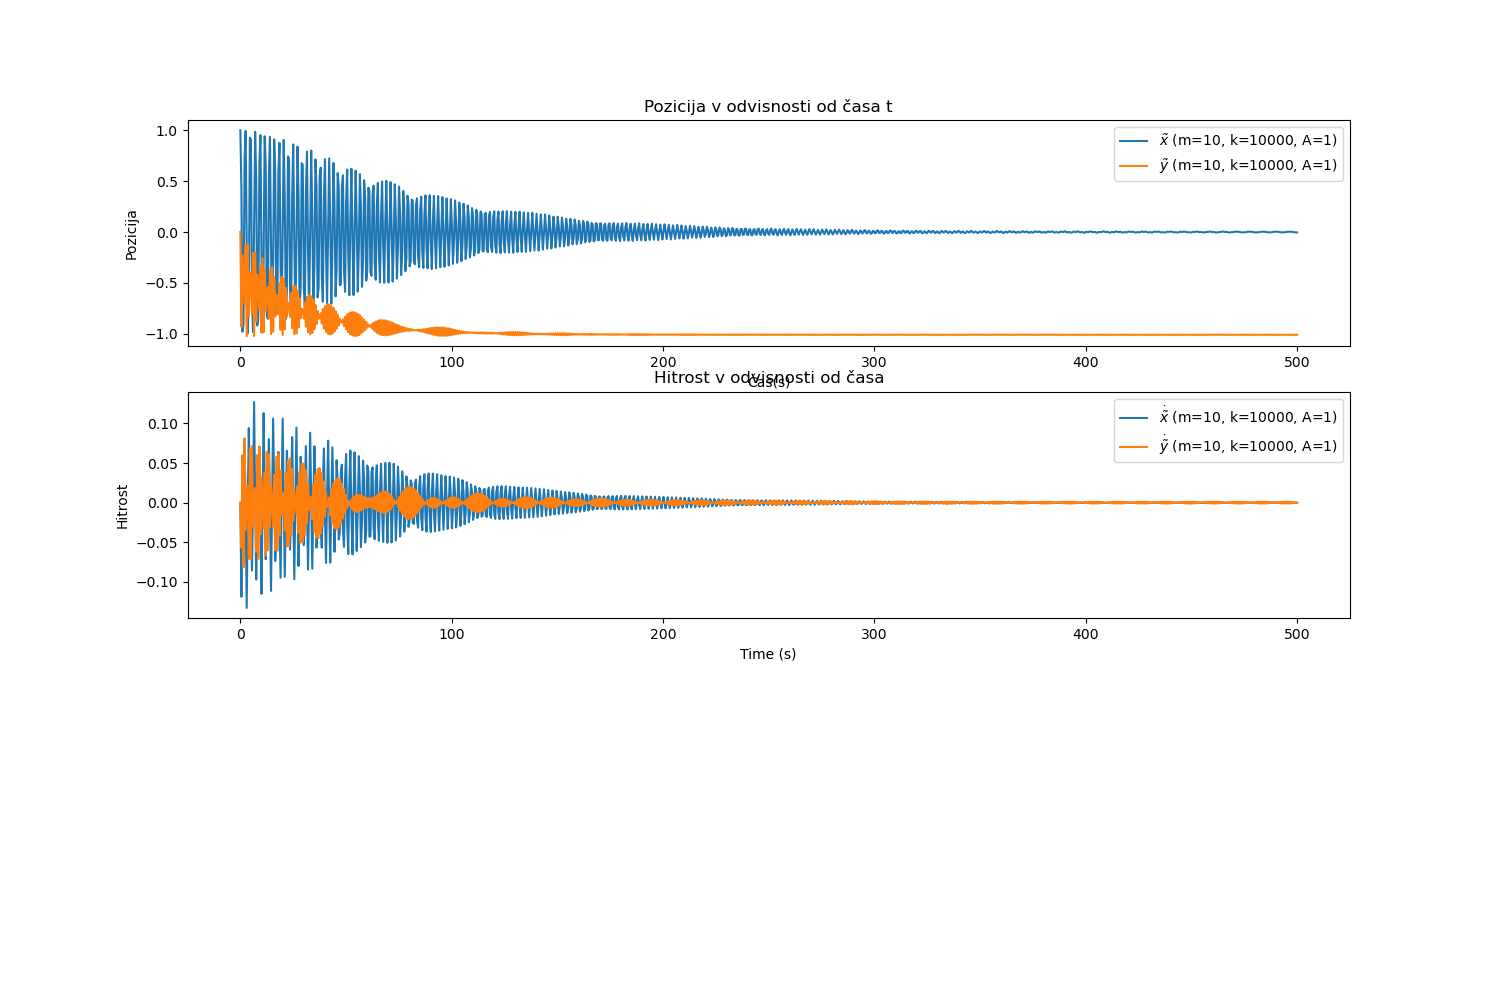 Pozicija v odvisnosti od časa t
Pozicija
1.0
0.5
0.0
−0.5
−1.0
x̃ (m=10, k=10000, A=1)
ỹ (m=10, k=10000, A=1)
0 100 200 300 400 500
Čas(s)
Hitrost v odvisnosti od časa
Hitrost
0.10
0.05
0.00
−0.05
−0.10
x̃̇ (m=10, k=10000, A=1)
ỹ̇ (m=10, k=10000, A=1)
0 100 200 300 400 500
Time (s)